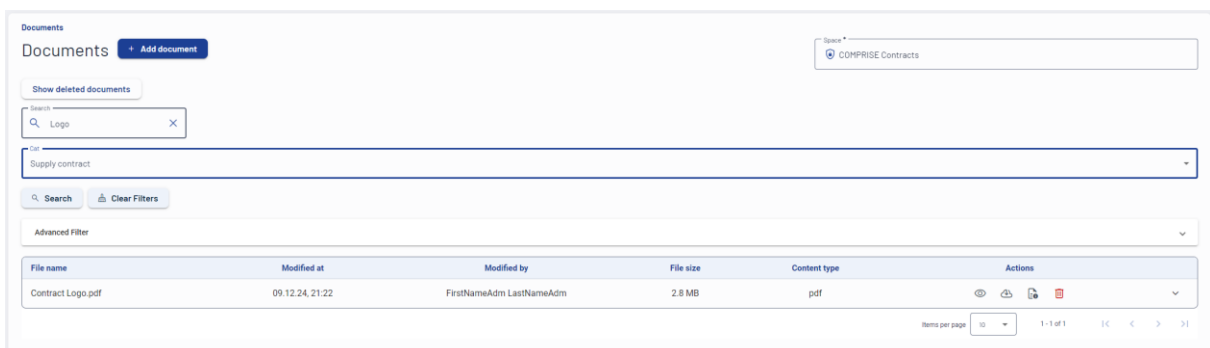 Documents
Documents + Add document
Space *
COMPRISE Contracts
Show deleted documents
Search
Logo
Cat
Supply contract
Search Clear Filters
Advanced Filter
File name Modified at Modified by File size Content type Actions
Contract Logo.pdf 09.12.24, 21:22 FirstNameAdm LastNameAdm 2.8 MB pdf
Items per page 10 1 - 1 of 1